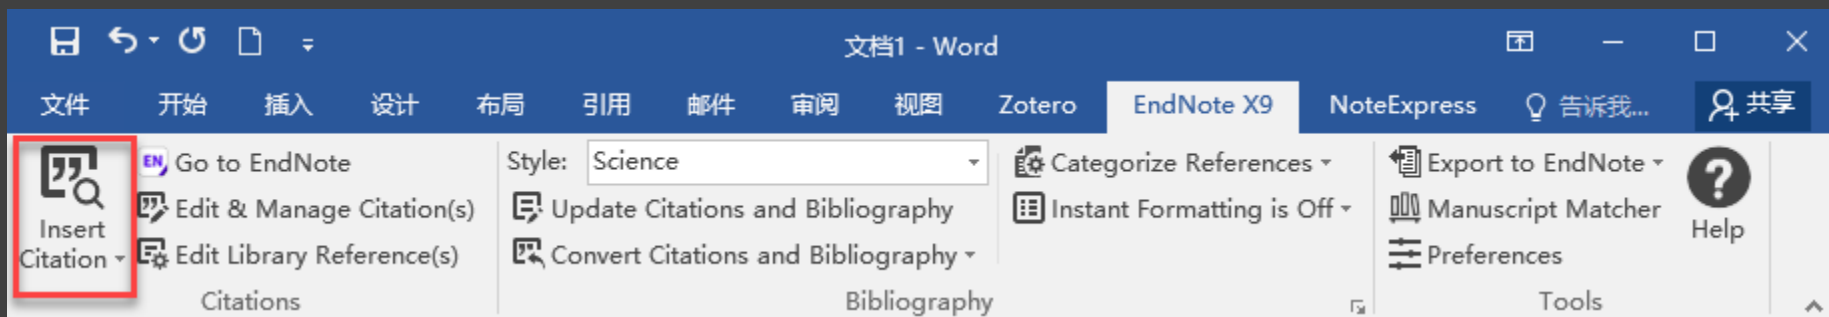 文档1 - Word
文件 开始 插入 设计 布局 引用 邮件 审阅 视图 Zotero EndNote X9 NoteExpress 告诉我... 共享
Insert Citation
EN Go to EndNote
Edit & Manage Citation(s)
Edit Library Reference(s)
Citations
Style: Science
Update Citations and Bibliography
Convert Citations and Bibliography
Categorize References
Instant Formatting is Off
Bibliography
Export to EndNote
Manuscript Matcher
Preferences
Help
Tools